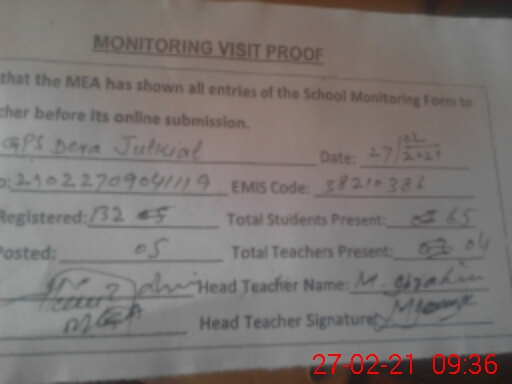 MONITORING VISIT PROOF
that the MEA has shown all entries of the School Monitoring Form to
cher before its online submission.
GPS Dera Julkial Date: 27/02/2021
EMIS Code: 38210386
Registered: 132 Total Students Present: 65
Posted: 05 Total Teachers Present: 04
Head Teacher Name: M.
MEA Head Teacher Signature
27-02-21 09:36